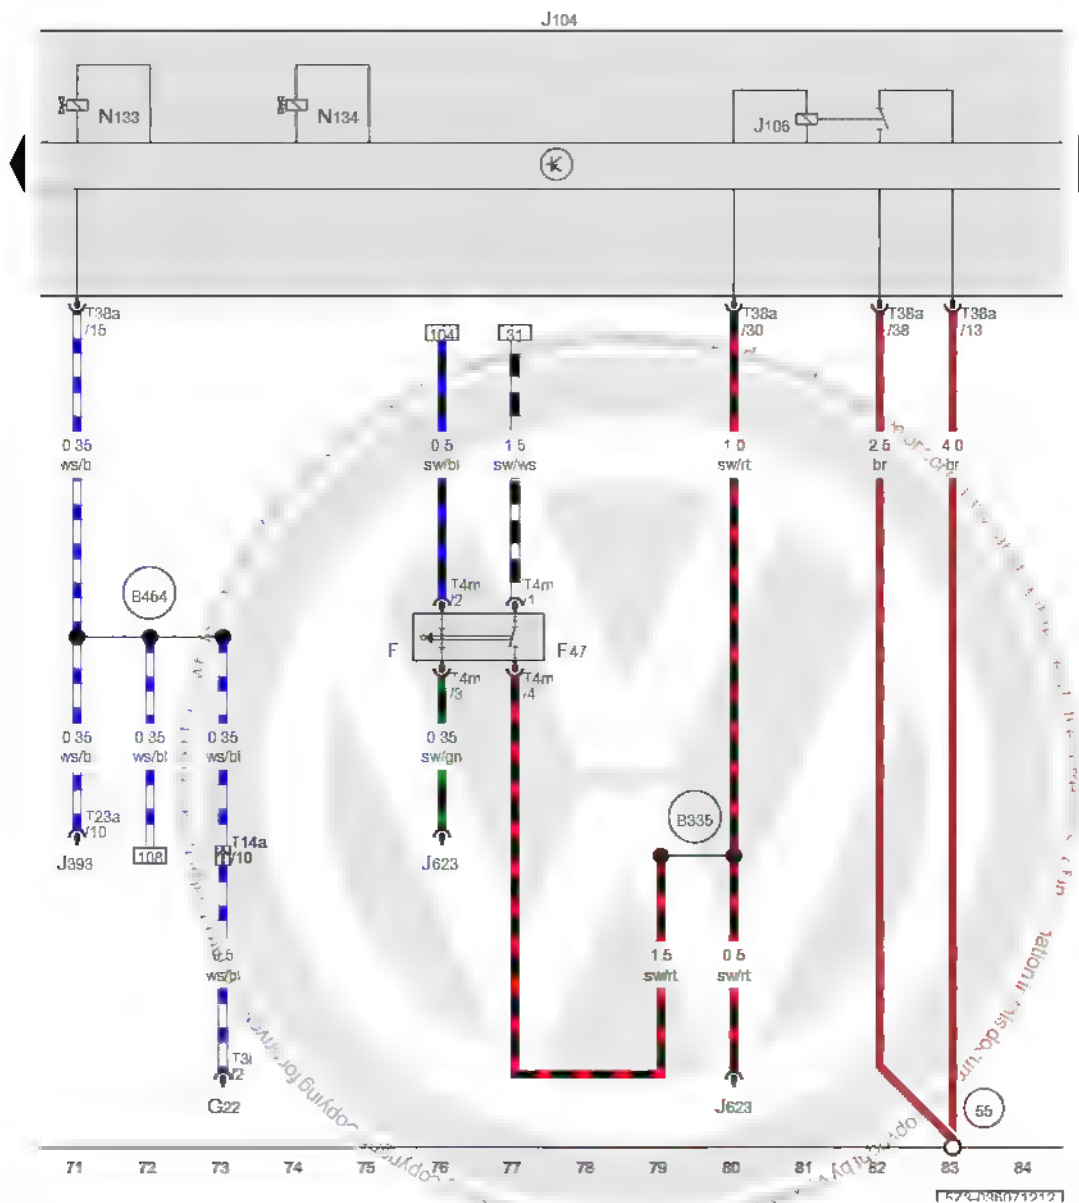 J104
N133
N134
J106
T38a
/15
104
31
T38a
/30
T38a
/38
T38a
/13
0.35
ws/bl
0.5
sw/bl
1.5
sw/ws
1.0
sw/rt
2.5
br
4.0
br
B464
T4m
/2
T4m
/1
F
F47
T4m
/3
T4m
/4
0.35
ws/bl
0.35
ws/bl
0.35
ws/bl
0.35
sw/gn
B335
T23a
/10
J393
108
T14a
/10
J623
0.5
ws/bl
1.5
sw/rt
0.5
sw/rt
T3i
/2
G22
J623
55
71 72 73 74 75 76 77 78 79 80 81 82 83 84